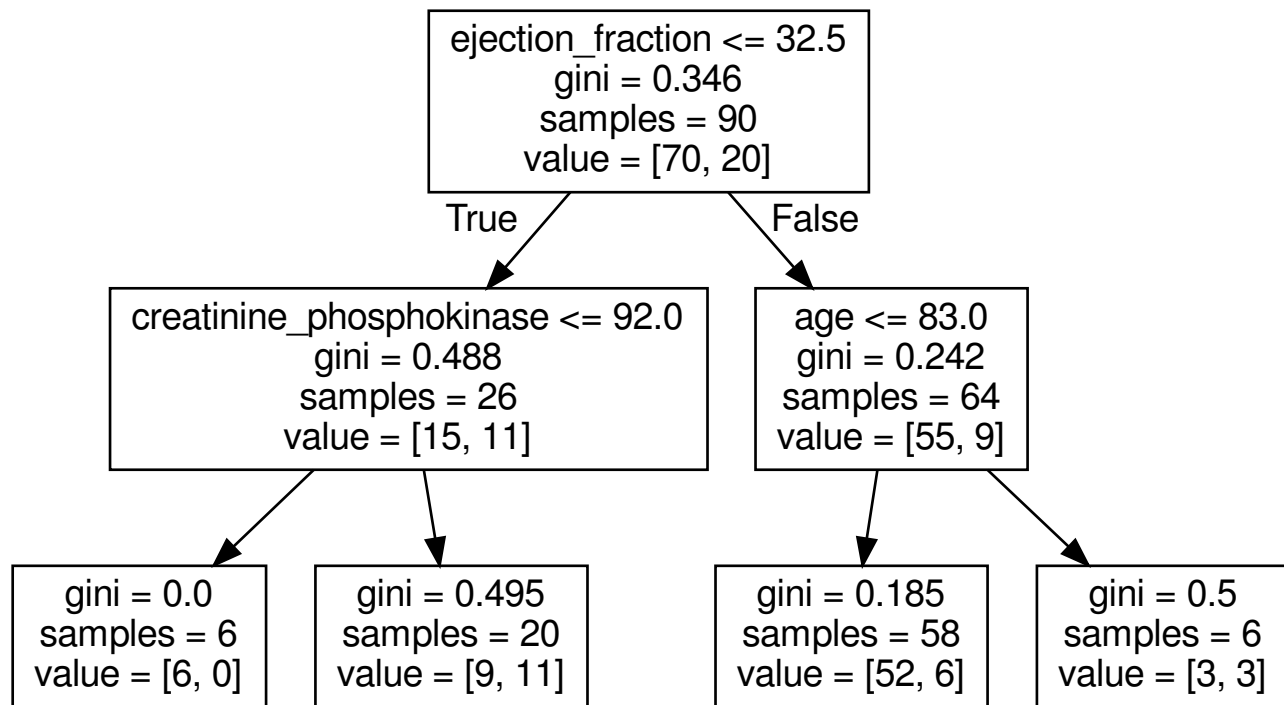 ejection_fraction <= 32.5
gini = 0.346
samples = 90
value = [70, 20]
True
False
creatinine_phosphokinase <= 92.0
gini = 0.488
samples = 26
value = [15, 11]
age <= 83.0
gini = 0.242
samples = 64
value = [55, 9]
gini = 0.0
samples = 6
value = [6, 0]
gini = 0.495
samples = 20
value = [9, 11]
gini = 0.185
samples = 58
value = [52, 6]
gini = 0.5
samples = 6
value = [3, 3]